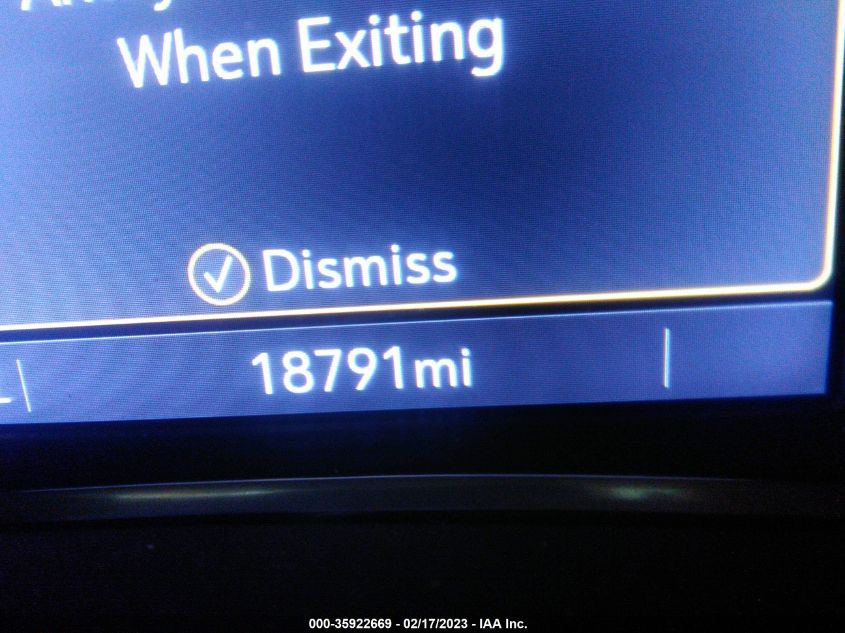 When Exiting
Dismiss
18791mi
000-35922669 - 02/17/2023 - IAA Inc.